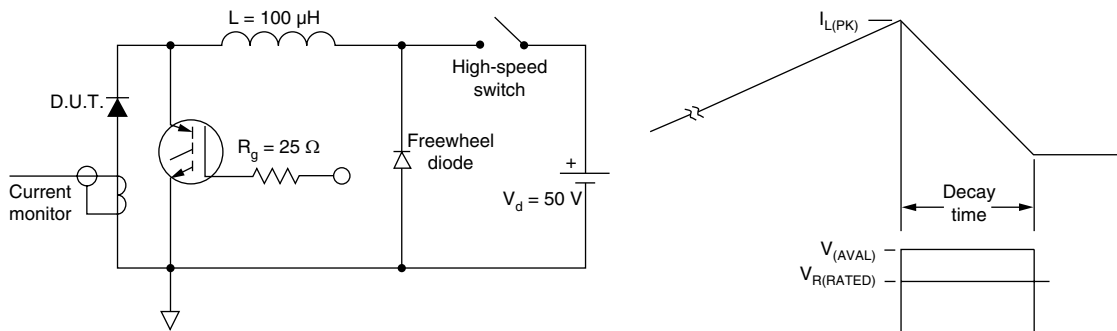 L = 100 µH
High-speed
switch
D.U.T.
R_g = 25 Ω
Freewheel
diode
+
V_d = 50 V
Current
monitor
I_L(PK)
Decay
time
V_(AVAL)
V_R(RATED)